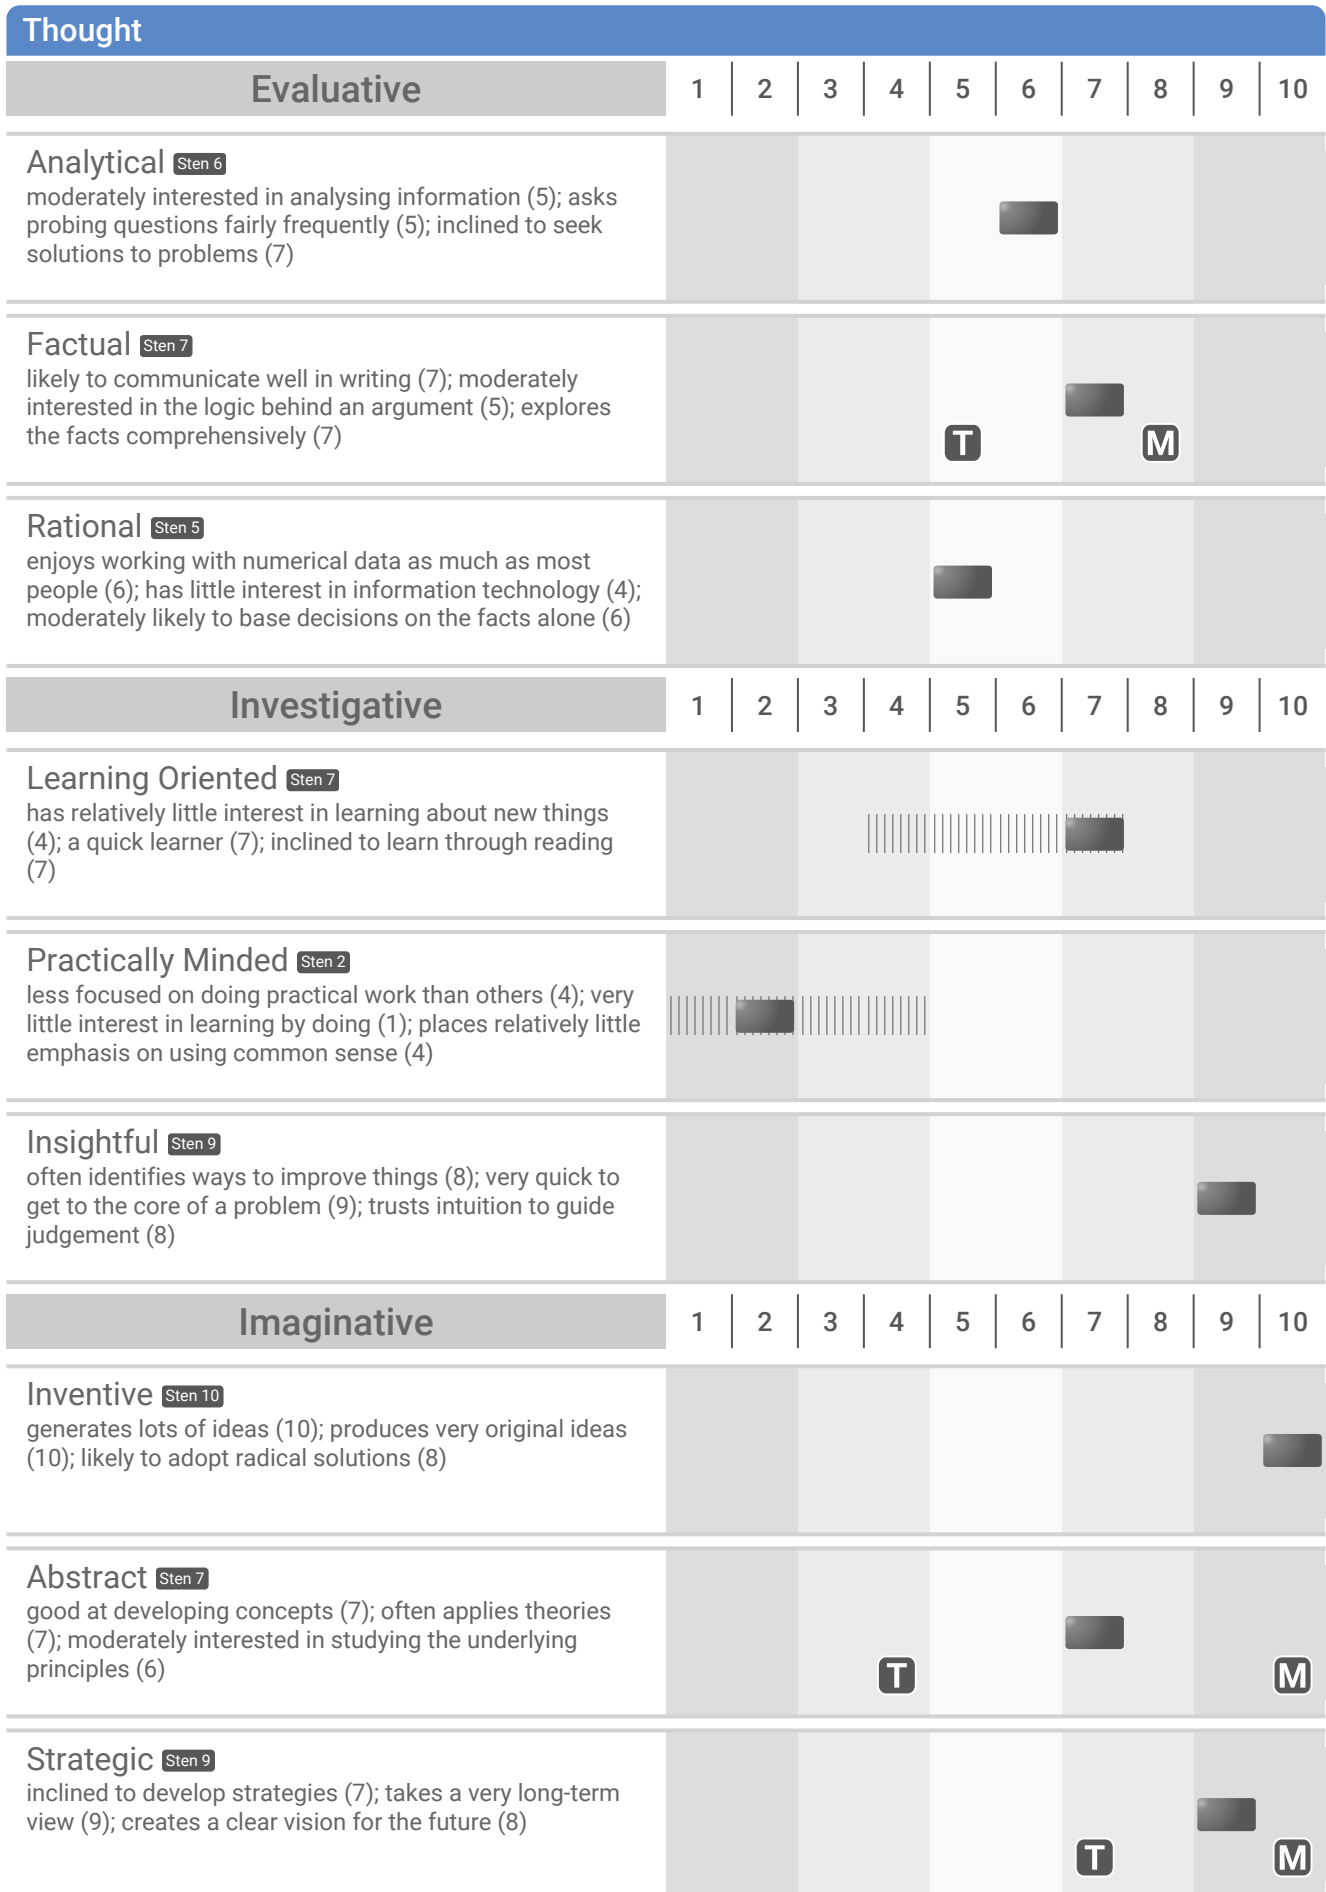 Thought
Evaluative 1 2 3 4 5 6 7 8 9 10
Analytical Sten 6
moderately interested in analysing information (5); asks
probing questions fairly frequently (5); inclined to seek
solutions to problems (7)
Factual Sten 7
likely to communicate well in writing (7); moderately
interested in the logic behind an argument (5); explores
the facts comprehensively (7)
T M
Rational Sten 5
enjoys working with numerical data as much as most
people (6); has little interest in information technology (4);
moderately likely to base decisions on the facts alone (6)
Investigative 1 2 3 4 5 6 7 8 9 10
Learning Oriented Sten 7
has relatively little interest in learning about new things
(4); a quick learner (7); inclined to learn through reading
(7)
Practically Minded Sten 2
less focused on doing practical work than others (4); very
little interest in learning by doing (1); places relatively little
emphasis on using common sense (4)
Insightful Sten 9
often identifies ways to improve things (8); very quick to
get to the core of a problem (9); trusts intuition to guide
judgement (8)
Imaginative 1 2 3 4 5 6 7 8 9 10
Inventive Sten 10
generates lots of ideas (10); produces very original ideas
(10); likely to adopt radical solutions (8)
Abstract Sten 7
good at developing concepts (7); often applies theories
(7); moderately interested in studying the underlying
principles (6)
T M
Strategic Sten 9
inclined to develop strategies (7); takes a very long-term
view (9); creates a clear vision for the future (8)
T M